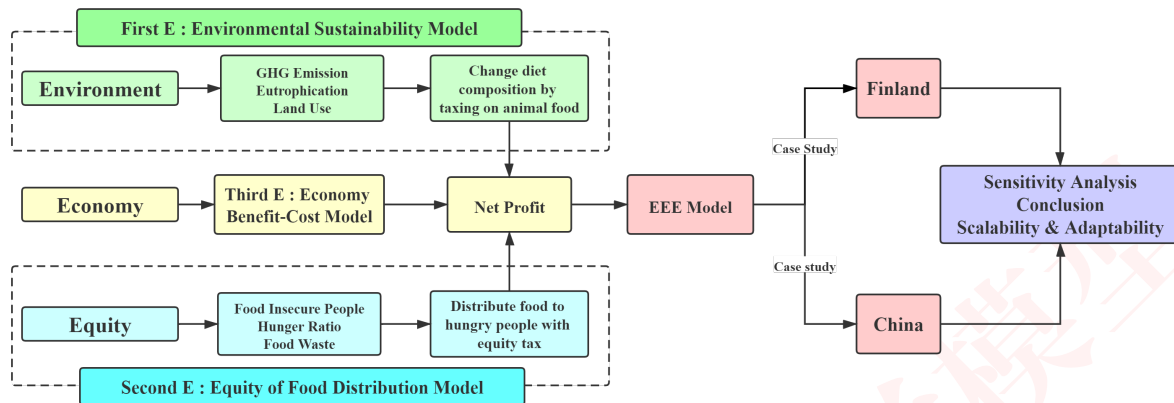 First E : Environmental Sustainability Model
Environment
GHG Emission
Eutrophication
Land Use
Change diet
composition by
taxing on animal food
Economy
Third E : Economy
Benefit-Cost Model
Net Profit
EEE Model
Equity
Food Insecure People
Hunger Ratio
Food Waste
Distribute food to
hungry people with
equity tax
Second E : Equity of Food Distribution Model
Case Study
Case study
Finland
China
Sensitivity Analysis
Conclusion
Scalability & Adaptability
模型